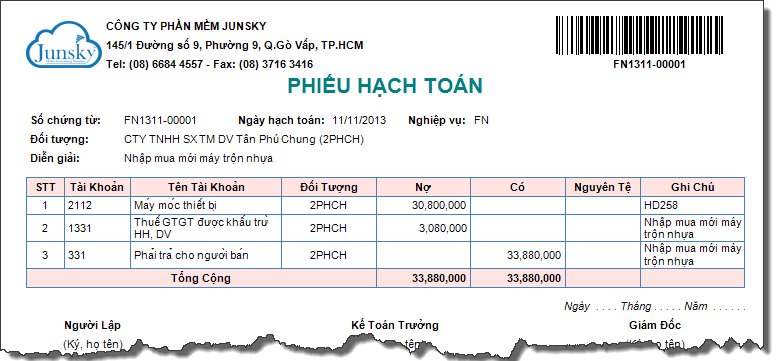 Junsky
CÔNG TY PHẦN MỀM JUNSKY
145/1 Đường số 9, Phường 9, Q.Gò Vấp, TP.HCM
Tel: (08) 6684 4557 - Fax: (08) 3716 3416
FN1311-00001
PHIẾU HẠCH TOÁN
Số chứng từ: FN1311-00001 Ngày hạch toán: 11/11/2013 Nghiệp vụ: FN
Đối tượng: CTY TNHH SX TM DV Tân Phú Chung (2PHCH)
Diễn giải: Nhập mua mới máy trộn nhựa
STT Tài Khoản Tên Tài Khoản Đối Tượng Nợ Có Nguyên Tệ Ghi Chú
1 2112 Máy móc thiết bị 2PHCH 30,800,000 HD258
2 1331 Thuế GTGT được khấu trừ HH, DV 2PHCH 3,080,000 Nhập mua mới máy trộn nhựa
3 331 Phải trả cho người bán 2PHCH 33,880,000 Nhập mua mới máy trộn nhựa
Tổng Cộng 33,880,000 33,880,000
Ngày . . . . Tháng . . . . . Năm . . . . . .
Người Lập Kế Toán Trưởng Giám Đốc
(Ký, họ tên) (Ký, họ tên) (Ký, họ tên)